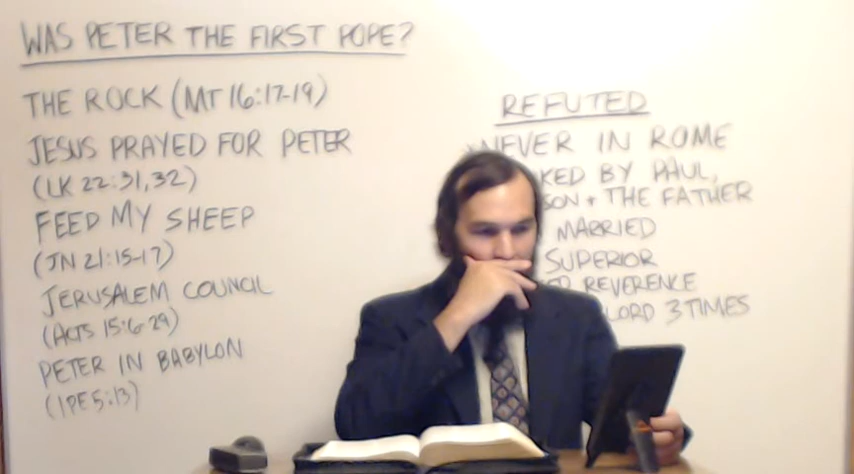 WAS PETER THE FIRST POPE?
THE ROCK (MT 16:17-19)
JESUS PRAYED FOR PETER
(LK 22:31,32)
FEED MY SHEEP
(JN 21:15-17)
JERUSALEM COUNCIL
(ACTS 15:6-29)
PETER IN BABYLON
(1PE 5:13)
REFUTED
NEVER IN ROME
BY PAUL,
SON + THE FATHER
MARRIED
SUPERIOR
REVERENCE
LORD 3 TIMES